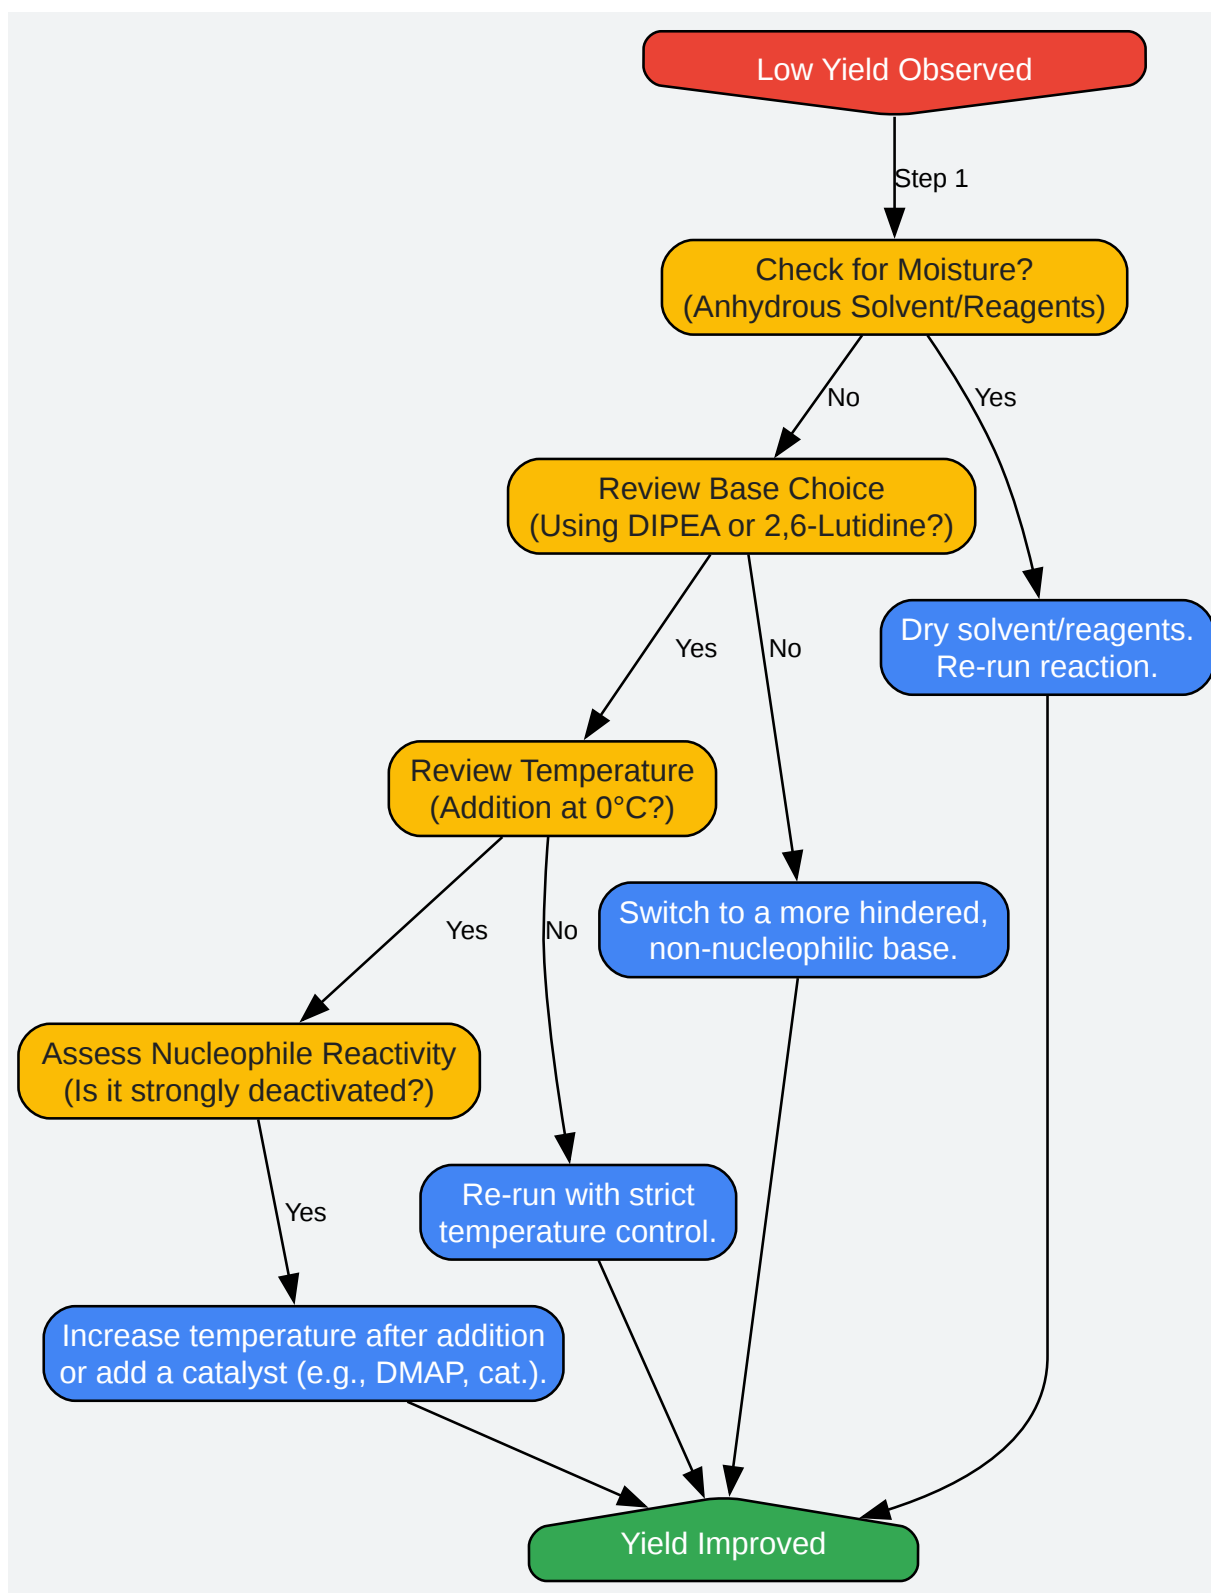 Low Yield Observed
Step 1
Check for Moisture?
(Anhydrous Solvent/Reagents)
No
Yes
Review Base Choice
(Using DIPEA or 2,6-Lutidine?)
Dry solvent/reagents.
Re-run reaction.
Yes
No
Review Temperature
(Addition at 0°C?)
Switch to a more hindered,
non-nucleophilic base.
Yes
No
Assess Nucleophile Reactivity
(Is it strongly deactivated?)
Re-run with strict
temperature control.
Yes
Increase temperature after addition
or add a catalyst (e.g., DMAP, cat.).
Yield Improved